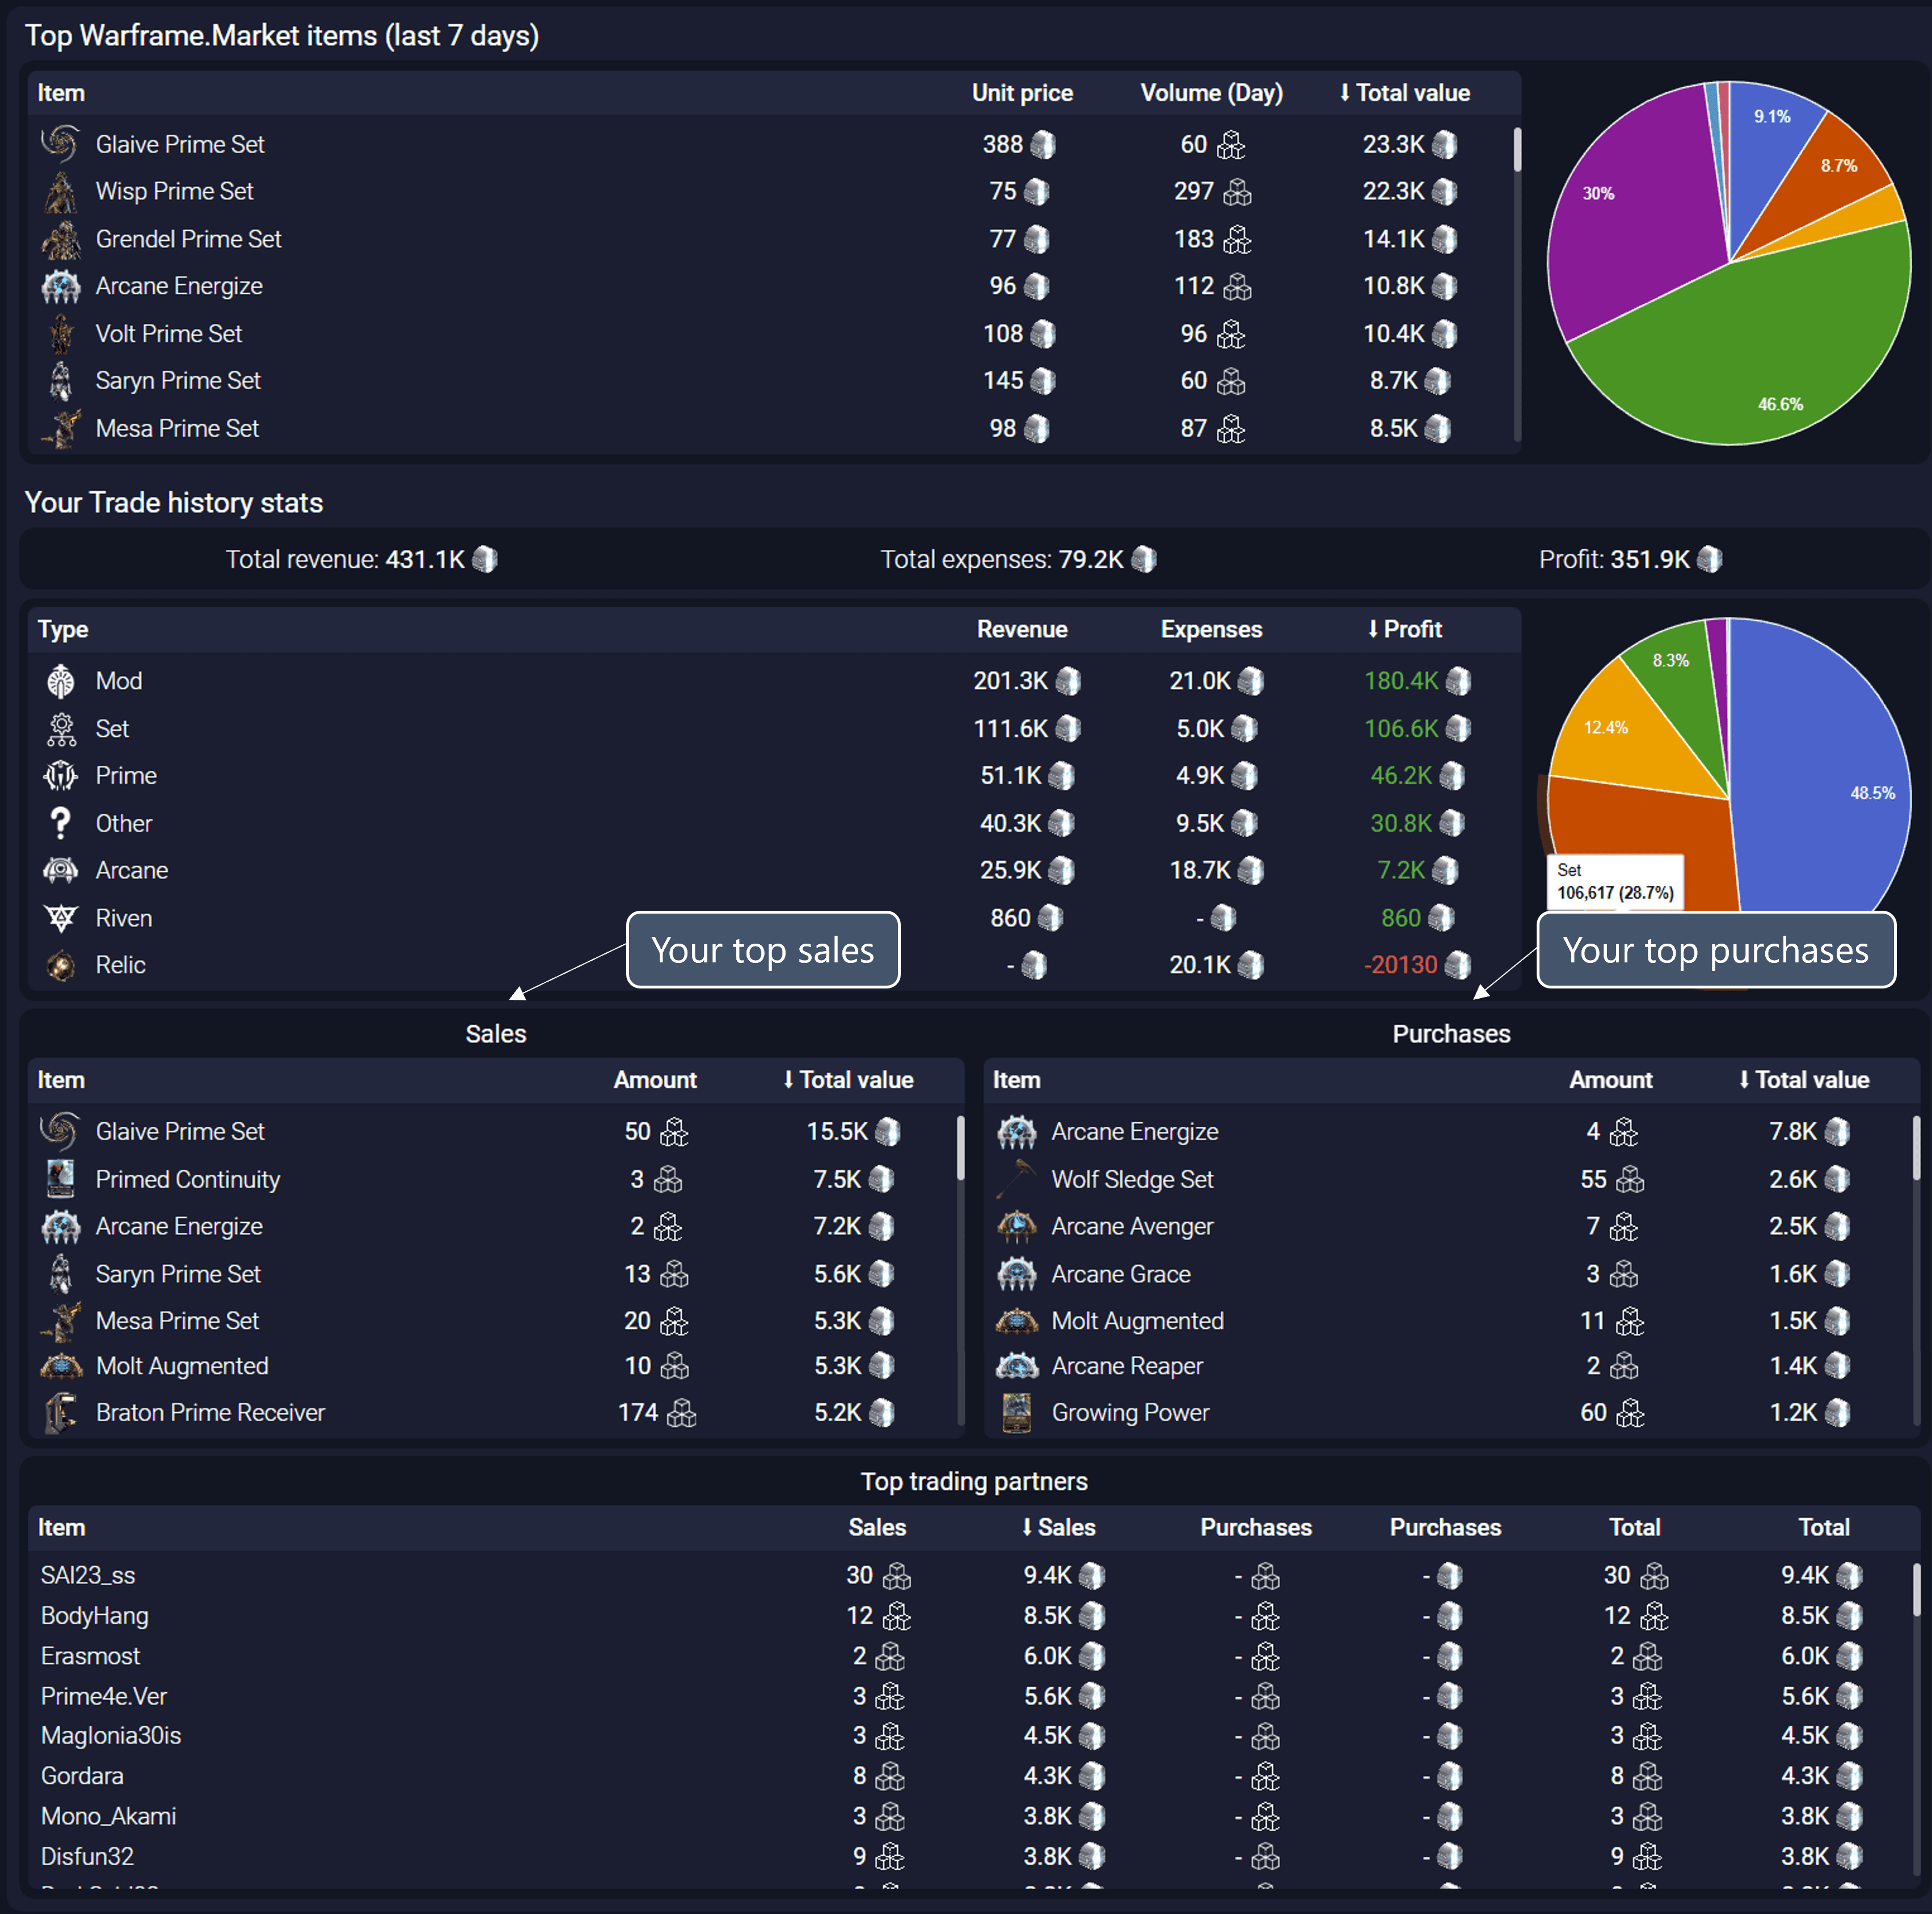 Top Warframe.Market items (last 7 days)
Item Unit price Volume (Day) ↓ Total value
Glaive Prime Set 388 60 23.3K
Wisp Prime Set 75 297 22.3K
Grendel Prime Set 77 183 14.1K
Arcane Energize 96 112 10.8K
Volt Prime Set 108 96 10.4K
Saryn Prime Set 145 60 8.7K
Mesa Prime Set 98 87 8.5K
9.1%
8.7%
30%
46.6%
Your Trade history stats
Total revenue: 431.1K Total expenses: 79.2K Profit: 351.9K
Type Revenue Expenses ↓ Profit
Mod 201.3K 21.0K 180.4K
Set 111.6K 5.0K 106.6K
Prime 51.1K 4.9K 46.2K
Other 40.3K 9.5K 30.8K
Arcane 25.9K 18.7K 7.2K
Riven 860 - 860
Relic - 20.1K -20130
8.3%
12.4%
48.5%
Set
106,617 (28.7%)
Your top sales
Your top purchases
Sales
Item Amount ↓ Total value
Glaive Prime Set 50 15.5K
Primed Continuity 3 7.5K
Arcane Energize 2 7.2K
Saryn Prime Set 13 5.6K
Mesa Prime Set 20 5.3K
Molt Augmented 10 5.3K
Braton Prime Receiver 174 5.2K
Purchases
Item Amount ↓ Total value
Arcane Energize 4 7.8K
Wolf Sledge Set 55 2.6K
Arcane Avenger 7 2.5K
Arcane Grace 3 1.6K
Molt Augmented 11 1.5K
Arcane Reaper 2 1.4K
Growing Power 60 1.2K
Top trading partners
Item Sales ↓ Sales Purchases Purchases Total Total
SAI23_ss 30 9.4K - - 30 9.4K
BodyHang 12 8.5K - - 12 8.5K
Erasmost 2 6.0K - - 2 6.0K
Prime4e.Ver 3 5.6K - - 3 5.6K
Maglonia30is 3 4.5K - - 3 4.5K
Gordara 8 4.3K - - 8 4.3K
Mono_Akami 3 3.8K - - 3 3.8K
Disfun32 9 3.8K - - 9 3.8K